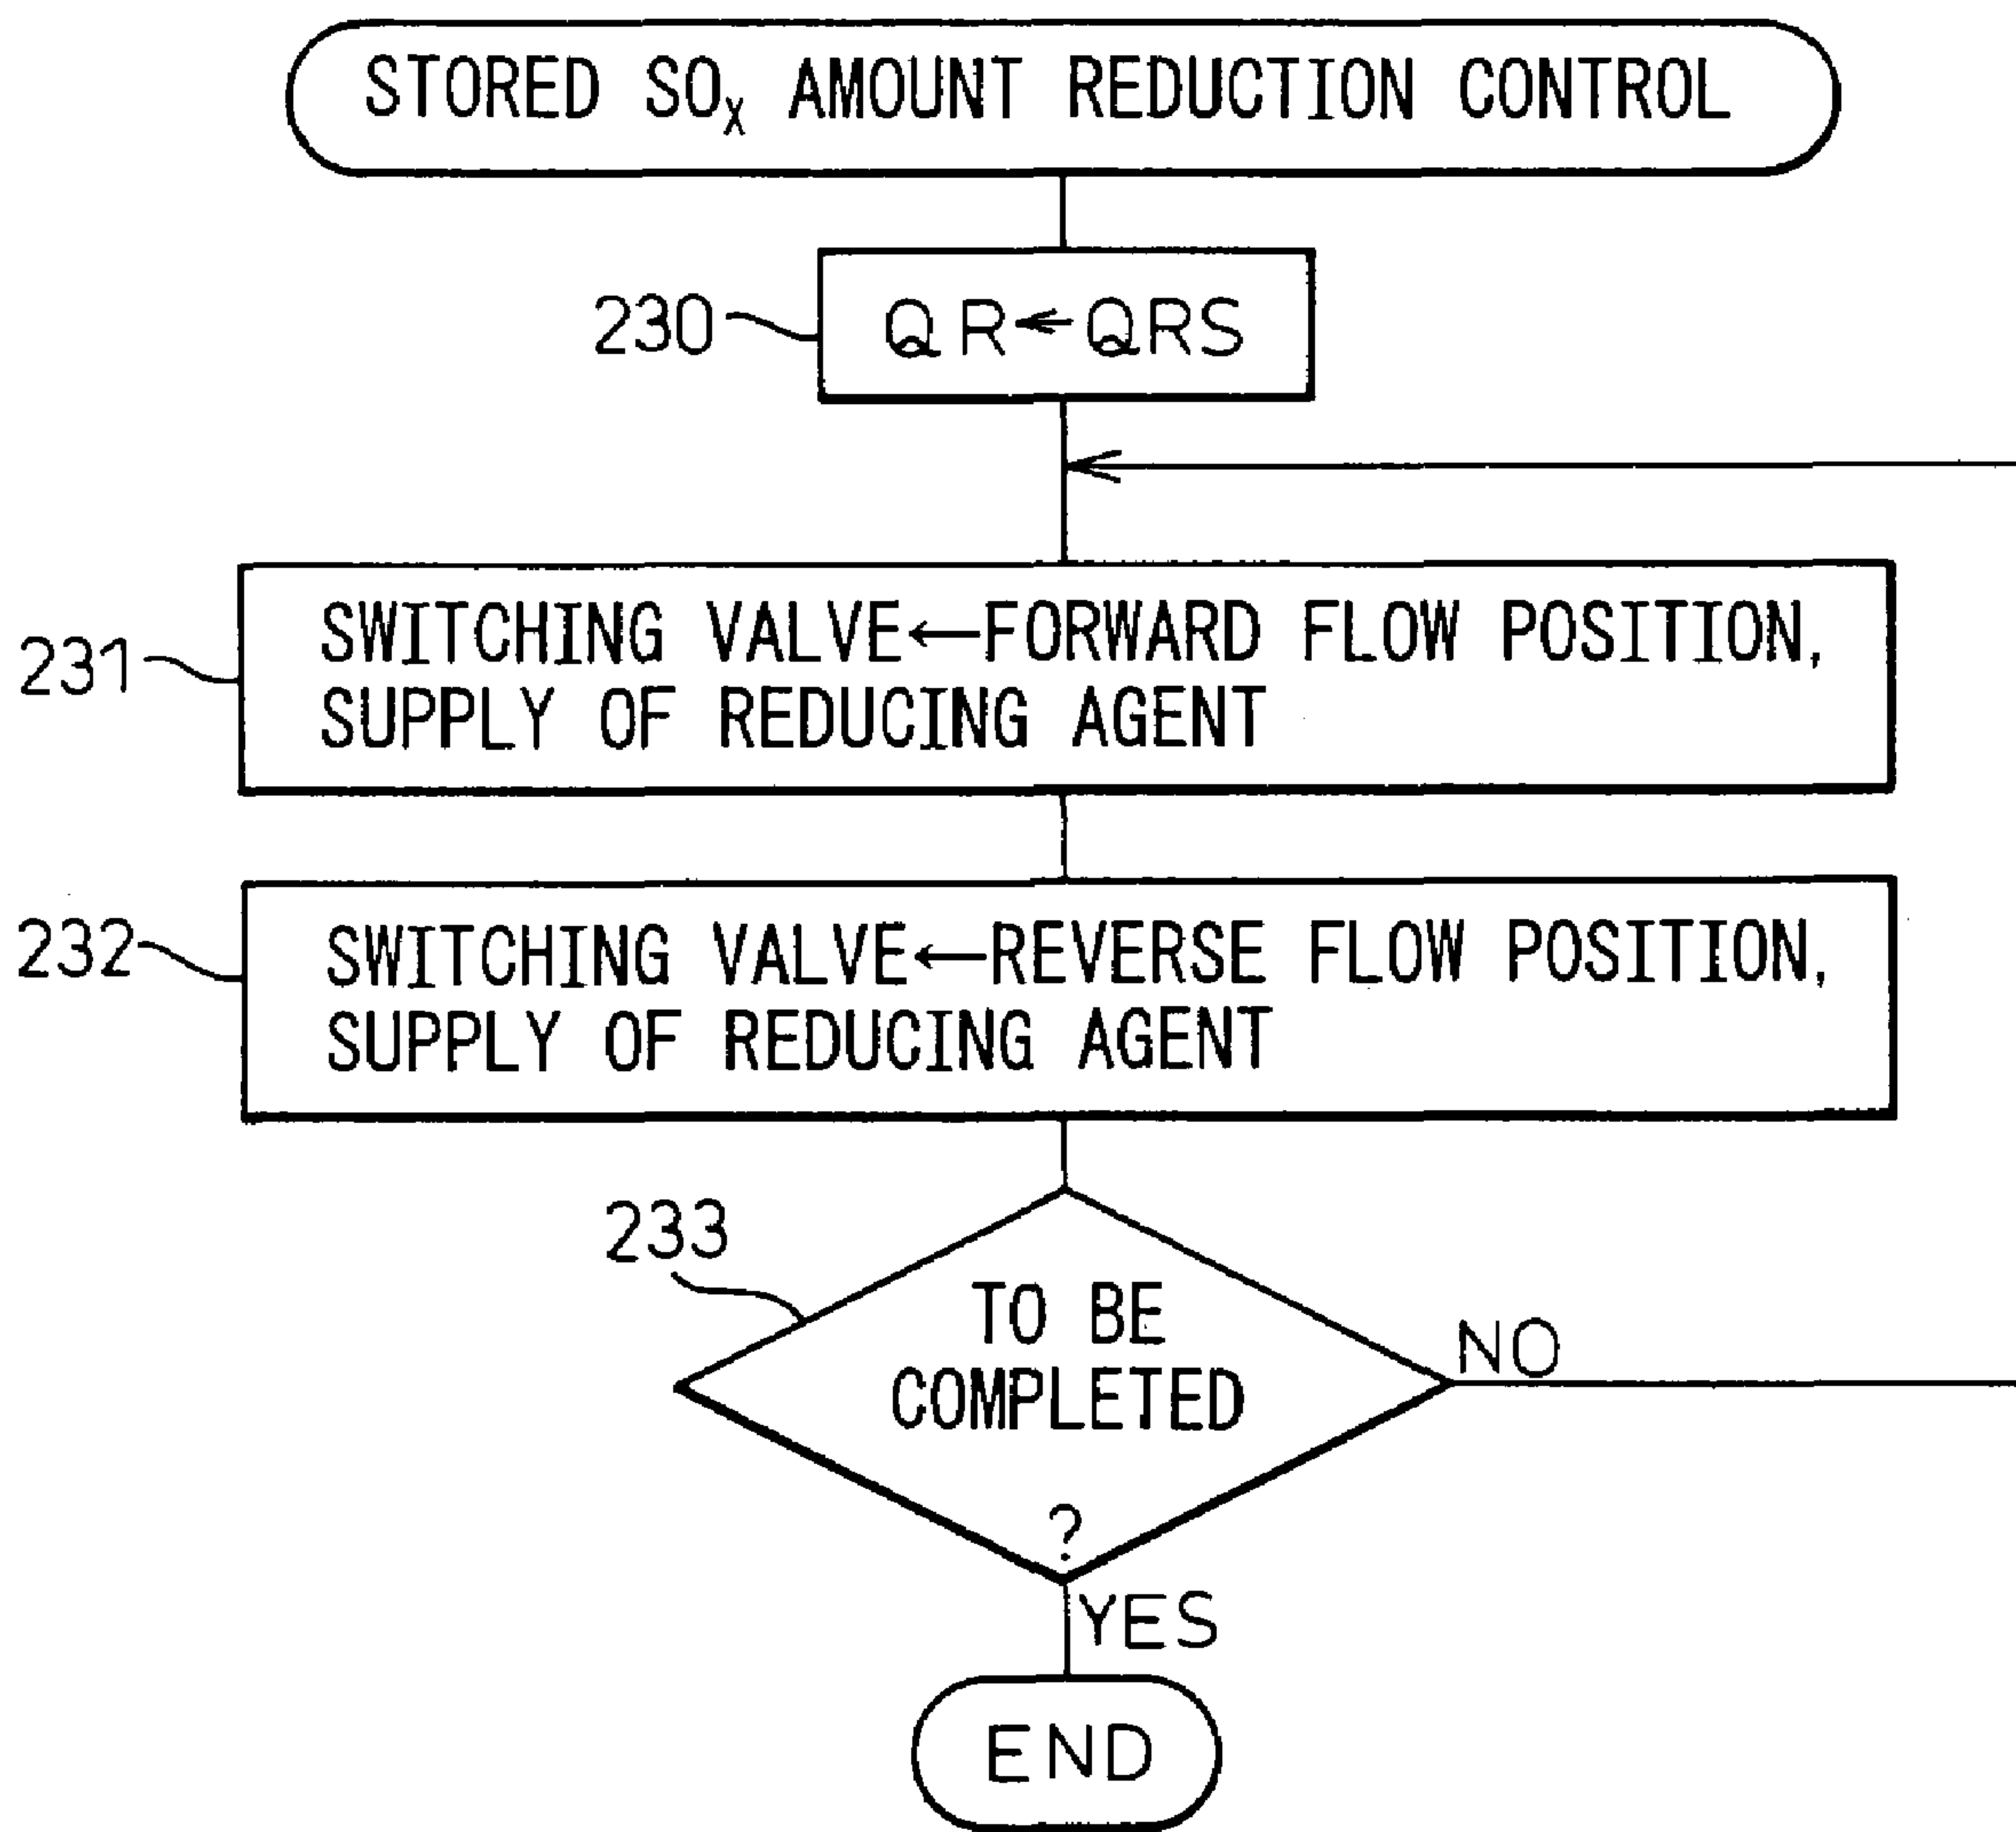 STORED SOx AMOUNT REDUCTION CONTROL
230
QR←QRS
231
SWITCHING VALVE←FORWARD FLOW POSITION,
SUPPLY OF REDUCING AGENT
232
SWITCHING VALVE←REVERSE FLOW POSITION,
SUPPLY OF REDUCING AGENT
233
TO BE
COMPLETED
?
NO
YES
END